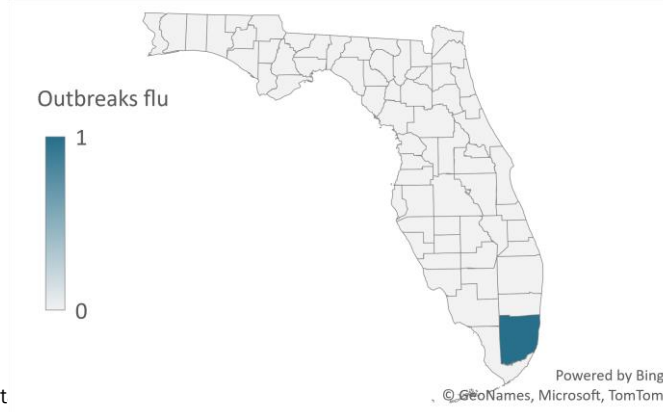 Outbreaks flu
1
0
Powered by Bing
© GeoNames, Microsoft, TomTom
t